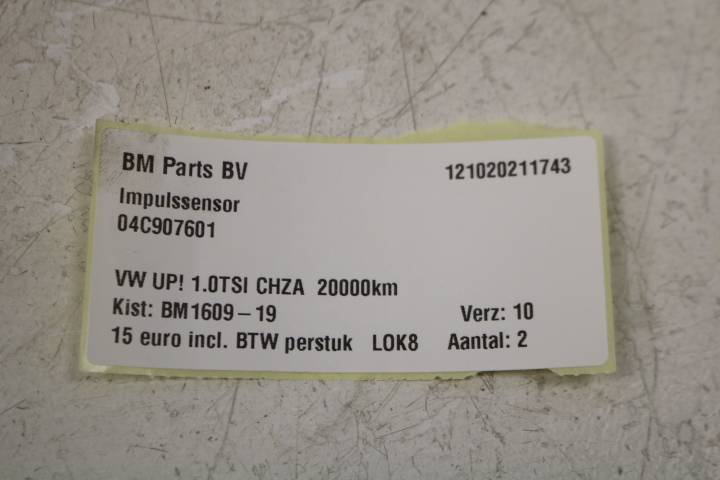 BM Parts BV 121020211743
Impulssensor
04C907601
VW UP! 1.0TSI CHZA 20000km
Kist: BM1609-19 Verz: 10
15 euro incl. BTW perstuk LOK8 Aantal: 2